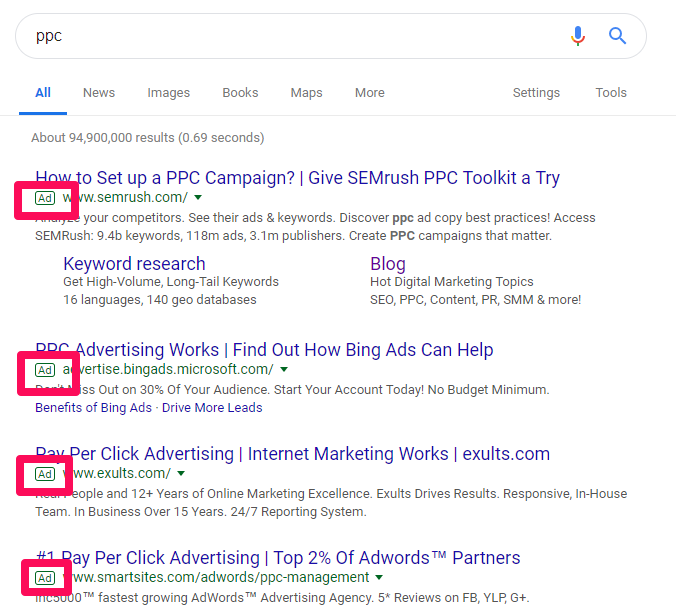 ppc
All News Images Books Maps More Settings Tools
About 94,900,000 results (0.69 seconds)
How to Set up a PPC Campaign? | Give SEMrush PPC Toolkit a Try
Ad www.semrush.com/
Analyze your competitors. See their ads & keywords. Discover ppc ad copy best practices! Access
SEMRush: 9.4b keywords, 118m ads, 3.1m publishers. Create PPC campaigns that matter.
Keyword research
Get High-Volume, Long-Tail Keywords
16 languages, 140 geo databases
Blog
Hot Digital Marketing Topics
SEO, PPC, Content, PR, SMM & more!
PPC Advertising Works | Find Out How Bing Ads Can Help
Ad advertise.bingads.microsoft.com/
Don't Miss Out on 30% Of Your Audience. Start Your Account Today! No Budget Minimum.
Benefits of Bing Ads · Drive More Leads
Pay Per Click Advertising | Internet Marketing Works | exults.com
Ad www.exults.com/
Real People and 12+ Years of Online Marketing Excellence. Exults Drives Results. Responsive, In-House
Team. In Business Over 15 Years. 24/7 Reporting System.
#1 Pay Per Click Advertising | Top 2% Of Adwords™ Partners
Ad www.smartsites.com/adwords/ppc-management
Inc5000™ fastest growing AdWords™ Advertising Agency. 5* Reviews on FB, YLP, G+.